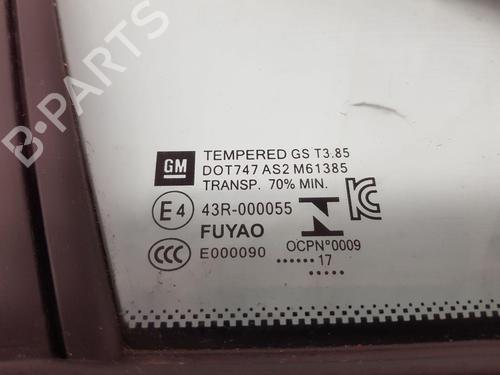 B-PARTS
GM
TEMPERED GS T3.85
DOT747 AS2 M61385
TRANSP. 70% MIN.
E4
43R-000055
N
KC
FUYAO
OCPN°0009
CCC
E000090
...... 17
...... .......